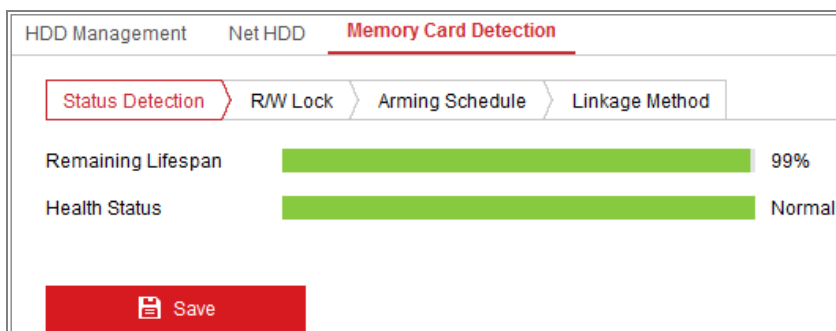 HDD Management Net HDD Memory Card Detection
Status Detection R/W Lock Arming Schedule Linkage Method
Remaining Lifespan 99%
Health Status Normal
Save